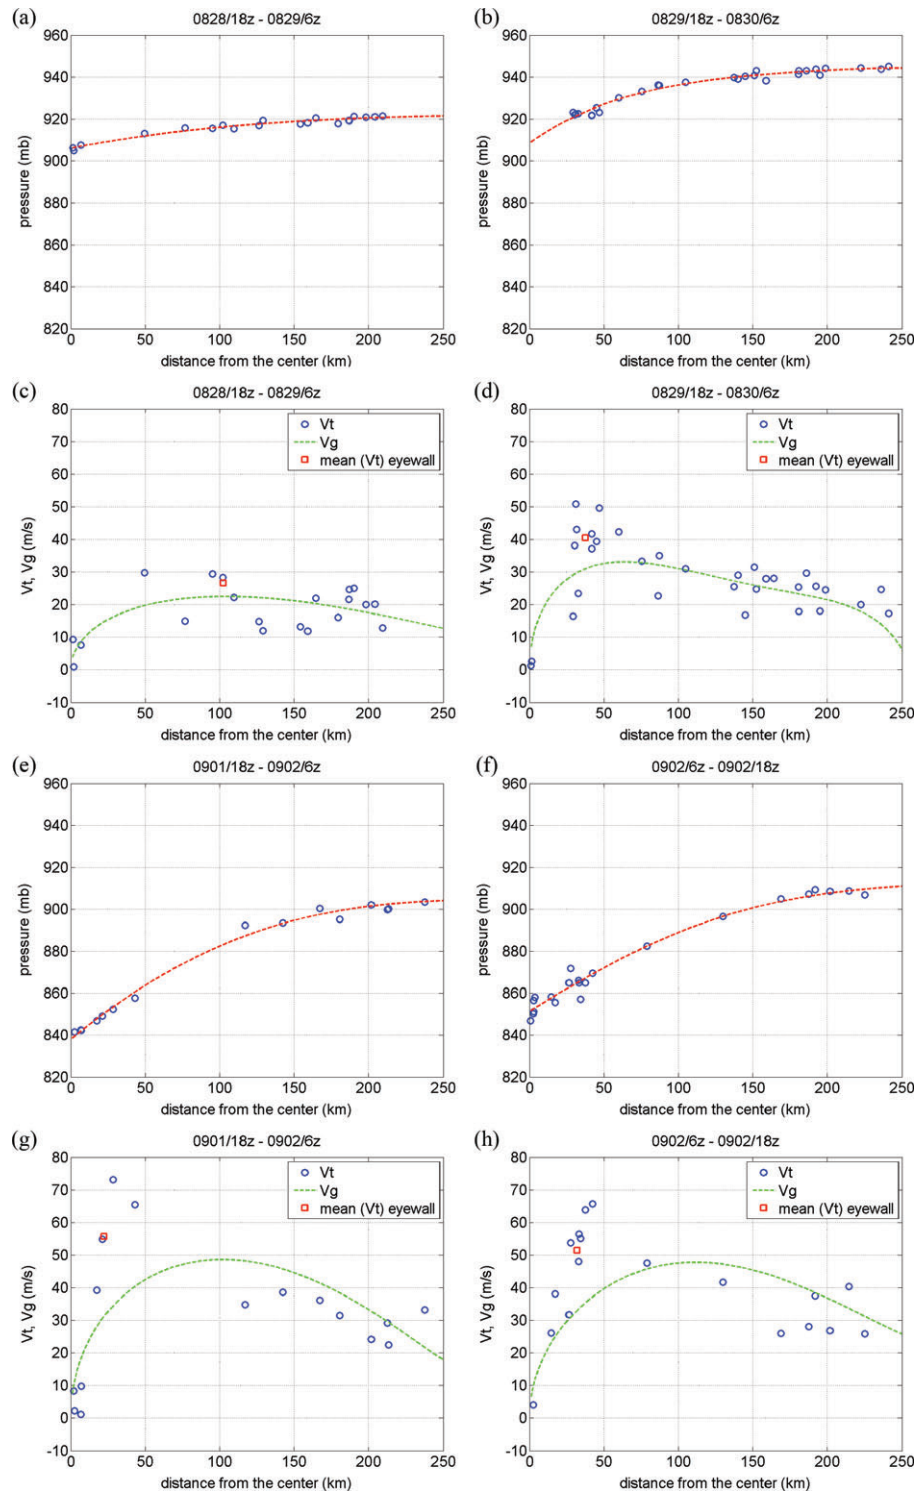 (a)
0828/18z - 0829/6z
960
940
920
900
880
860
840
820
pressure (mb)
0 50 100 150 200 250
distance from the center (km)
(b)
0829/18z - 0830/6z
960
940
920
900
880
860
840
820
pressure (mb)
0 50 100 150 200 250
distance from the center (km)
(c)
0828/18z - 0829/6z
80
70
60
50
40
30
20
10
0
-10
Vt, Vg (m/s)
Vt
Vg
mean (Vt) eyewall
0 50 100 150 200 250
distance from the center (km)
(d)
0829/18z - 0830/6z
80
70
60
50
40
30
20
10
0
-10
Vt, Vg (m/s)
Vt
Vg
mean (Vt) eyewall
0 50 100 150 200 250
distance from the center (km)
(e)
0901/18z - 0902/6z
960
940
920
900
880
860
840
820
pressure (mb)
0 50 100 150 200 250
distance from the center (km)
(f)
0902/6z - 0902/18z
960
940
920
900
880
860
840
820
pressure (mb)
0 50 100 150 200 250
distance from the center (km)
(g)
0901/18z - 0902/6z
80
70
60
50
40
30
20
10
0
-10
Vt, Vg (m/s)
Vt
Vg
mean (Vt) eyewall
0 50 100 150 200 250
distance from the center (km)
(h)
0902/6z - 0902/18z
80
70
60
50
40
30
20
10
0
-10
Vt, Vg (m/s)
Vt
Vg
mean (Vt) eyewall
0 50 100 150 200 250
distance from the center (km)